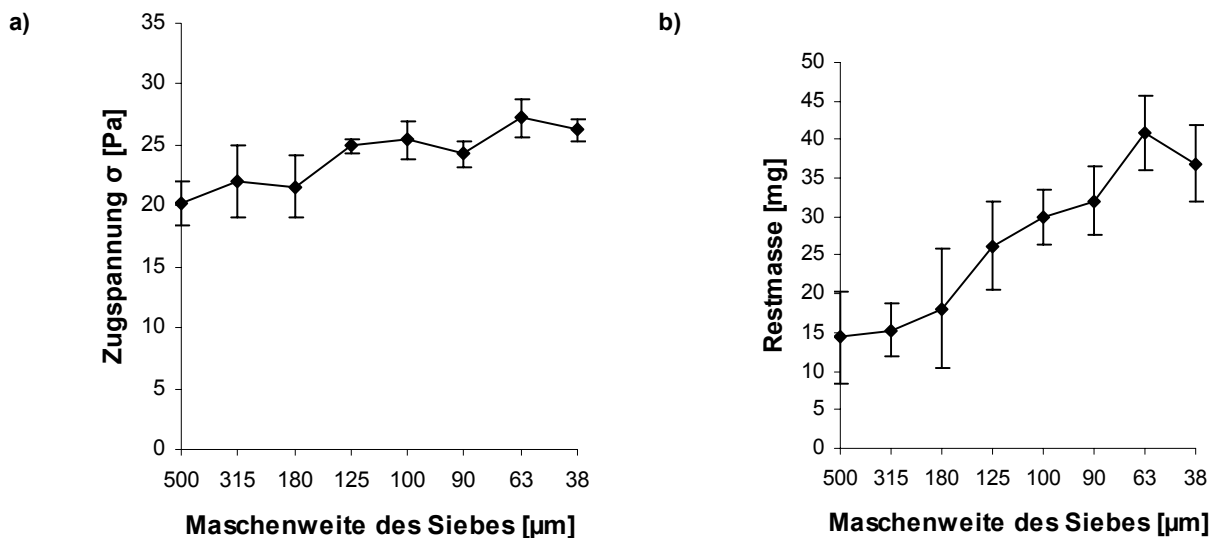 a)
Zugspannung σ [Pa]
35
30
25
20
15
10
5
0
500 315 180 125 100 90 63 38
Maschenweite des Siebes [µm]
b)
Restmasse [mg]
50
45
40
35
30
25
20
15
10
5
0
500 315 180 125 100 90 63 38
Maschenweite des Siebes [µm]